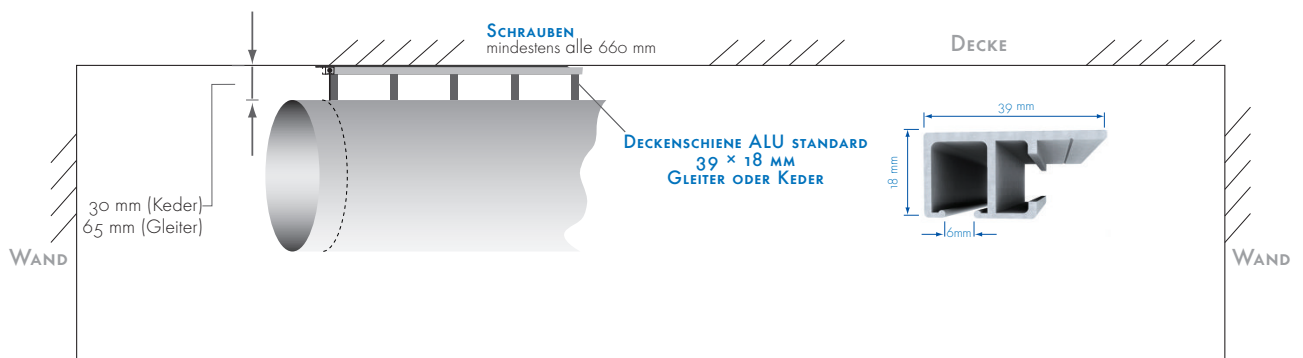 Schrauben
mindestens alle 660 mm
Decke
39 mm
Deckenschiene ALU standard
39 × 18 mm
Gleiter oder Keder
18 mm
30 mm (Keder)
65 mm (Gleiter)
6mm
Wand
Wand